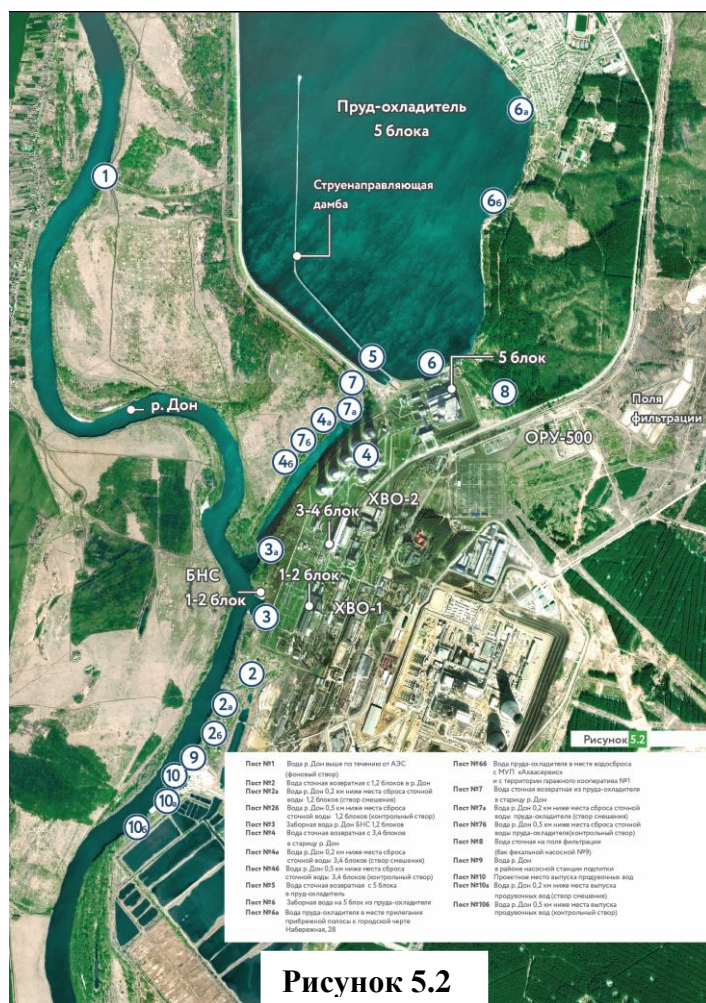 6а
Пруд-охладитель
5 блока
1
Струенаправляющая
дамба
6б
5
6
5 блок
7
8
Поля
фильтрации
р. Дон
7а
4а
ОРУ-500
7б
4б
4
ХВО-2
3-4 блок
3а
БНС
1-2 блок
1-2 блок
ХВО-1
3
2
2а
2б
9
10
10а
10б
Рисунок 5.2
Пост №1 Вода р. Дон выше по течению от АЭС
(фоновый створ)
Пост №2 Вода сточная возвратная с 1,2 блоков в р. Дон
Пост №2а Вода р. Дон 0,2 км ниже места сброса сточной
воды 1,2 блоков (створ смешения)
Пост №2б Вода р. Дон 0,5 км ниже места сброса
сточной воды 1,2 блоков (контрольный створ)
Пост №3 Заборная вода р. Дон БНС 1,2 блоков
Пост №4 Вода сточная возвратная с 3,4 блоков
в старицу р. Дон
Пост №4а Вода р. Дон 0,2 км ниже места сброса
сточной воды 3,4 блоков (створ смешения)
Пост №4б Вода р. Дон 0,5 км ниже места сброса
сточной воды 3,4 блоков (контрольный створ)
Пост №5 Вода сточная возвратная с 5 блока
в пруд-охладитель
Пост №6 Заборная вода на 5 блок из пруда-охладителя
Пост №6а Вода пруда-охладителя в месте прилегания
прибрежной полосы к городской черте
Набережная, 28
Пост №6б Вода пруда-охладителя в месте водосброса
с МУП «Аквасервис»
и с территории гаражного кооператива №1
Пост №7 Вода сточная возвратная из пруда-охладителя
в старицу р. Дон
Пост №7а Вода р. Дон 0,2 км ниже места сброса сточной
воды пруда-охладителя (створ смешения)
Пост №7б Вода р. Дон 0,5 км ниже места сброса сточной
воды пруда-охладителя(контрольный створ)
Пост №8 Вода сточная на поля фильтрации
(бак фекальной насосной №9)
Пост №9 Вода р. Дон
в районе насосной станции подпитки
Пост №10 Проектное место выпуска продувочных вод
Пост №10а Вода р. Дон 0,2 км ниже места выпуска
продувочных вод (створ смешения)
Пост №10б Вода р. Дон 0,5 км ниже места выпуска
продувочных вод (контрольный створ)
Рисунок 5.2